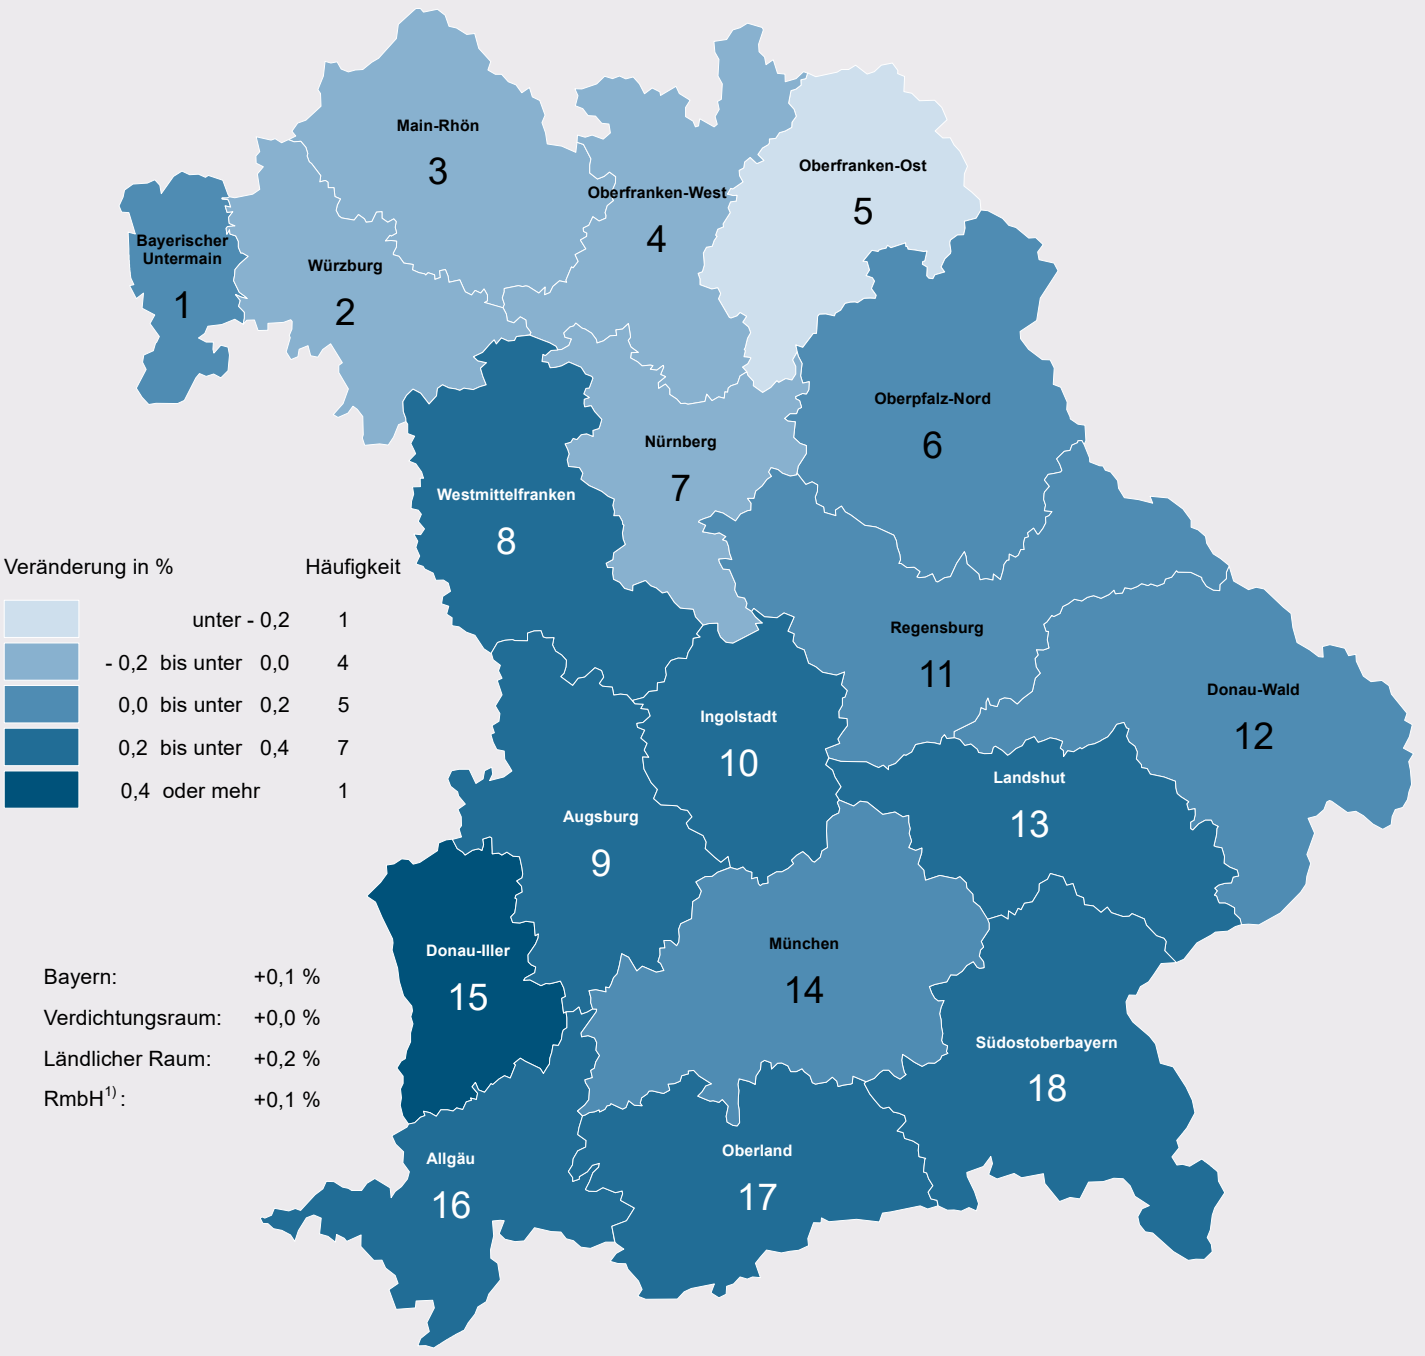 Main-Rhön
3
Oberfranken-Ost
5
Oberfranken-West
4
Bayerischer
Untermain
1
Würzburg
2
Oberpfalz-Nord
6
Nürnberg
7
Westmittelfranken
8
Veränderung in % Häufigkeit
unter - 0,2 1
- 0,2 bis unter 0,0 4
0,0 bis unter 0,2 5
0,2 bis unter 0,4 7
0,4 oder mehr 1
Regensburg
11
Donau-Wald
12
Ingolstadt
10
Landshut
13
Augsburg
9
München
14
Donau-Iller
15
Bayern: +0,1 %
Verdichtungsraum: +0,0 %
Ländlicher Raum: +0,2 %
RmbH1) : +0,1 %
Südostoberbayern
18
Oberland
17
Allgäu
16